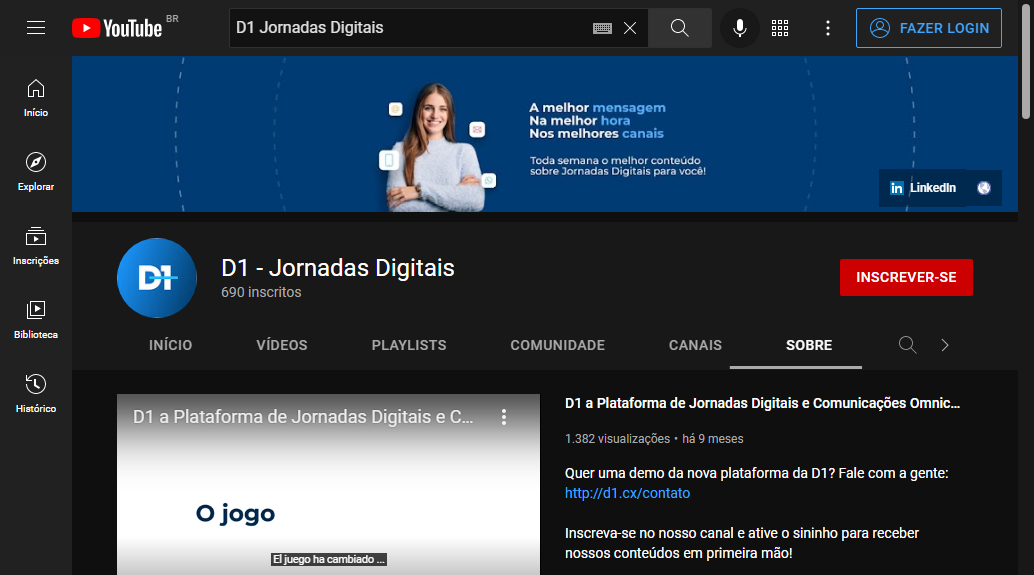 YouTube BR
D1 Jornadas Digitais
FAZER LOGIN
Início
Explorar
Inscrições
Biblioteca
Histórico
A melhor mensagem
Na melhor hora
Nos melhores canais
Toda semana o melhor conteúdo
sobre Jornadas Digitais para você!
in LinkedIn
D1
D1 - Jornadas Digitais
690 inscritos
INSCREVER-SE
INÍCIO VÍDEOS PLAYLISTS COMUNIDADE CANAIS SOBRE
D1 a Plataforma de Jornadas Digitais e C...
O jogo
El juego ha cambiado ...
D1 a Plataforma de Jornadas Digitais e Comunicações Omnic...
1.382 visualizações • há 9 meses
Quer uma demo da nova plataforma da D1? Fale com a gente:
http://d1.cx/contato
Inscreva-se no nosso canal e ative o sininho para receber
nossos conteúdos em primeira mão!